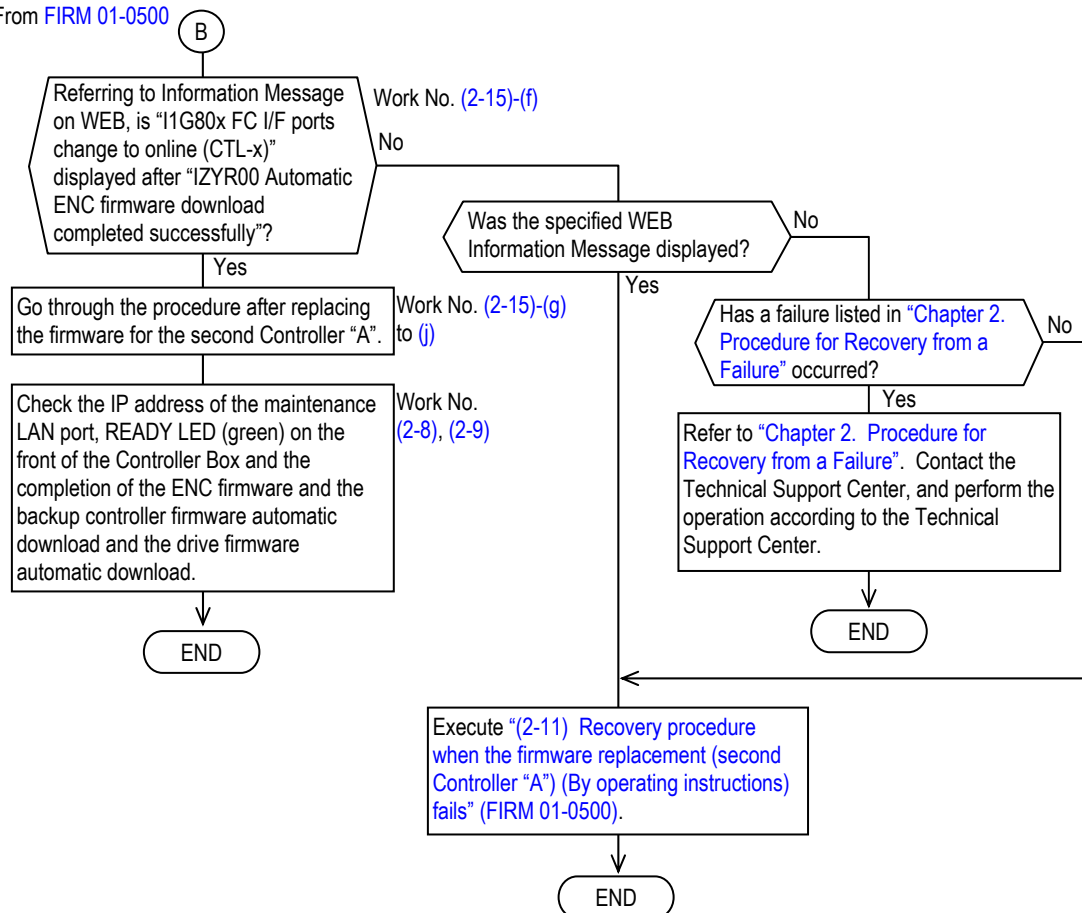 From FIRM 01-0500
B
Referring to Information Message
on WEB, is “I1G80x FC I/F ports
change to online (CTL-x)”
displayed after “IZYR00 Automatic
ENC firmware download
completed successfully”?
Work No. (2-15)-(f)
No
Yes
Go through the procedure after replacing
the firmware for the second Controller “A”.
Work No. (2-15)-(g)
to (j)
Check the IP address of the maintenance
LAN port, READY LED (green) on the
front of the Controller Box and the
completion of the ENC firmware and the
backup controller firmware automatic
download and the drive firmware
automatic download.
Work No.
(2-8), (2-9)
END
Was the specified WEB
Information Message displayed?
No
Yes
Has a failure listed in “Chapter 2.
Procedure for Recovery from a
Failure” occurred?
No
Yes
Refer to “Chapter 2.  Procedure for
Recovery from a Failure”.  Contact the
Technical Support Center, and perform the
operation according to the Technical
Support Center.
END
Execute “(2-11)  Recovery procedure
when the firmware replacement (second
Controller “A”) (By operating instructions)
fails” (FIRM 01-0500).
END